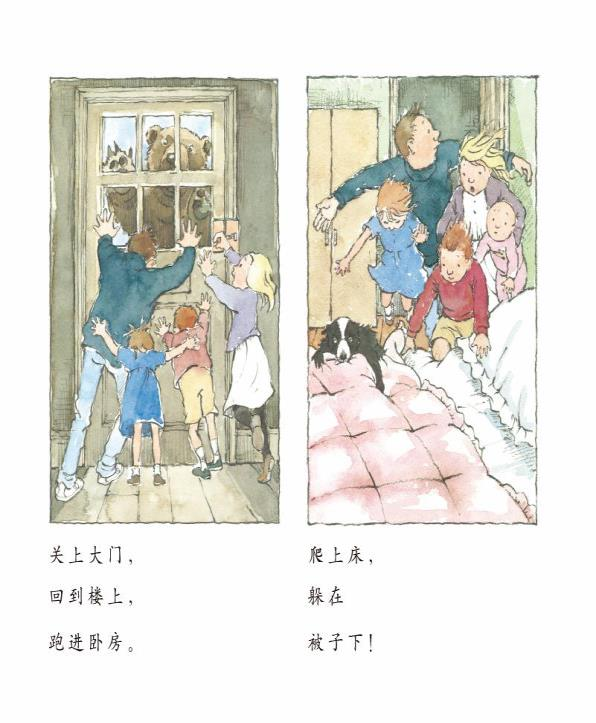 关上大门，
回到楼上，
跑进卧房。
爬上床，
躲在
被子下！